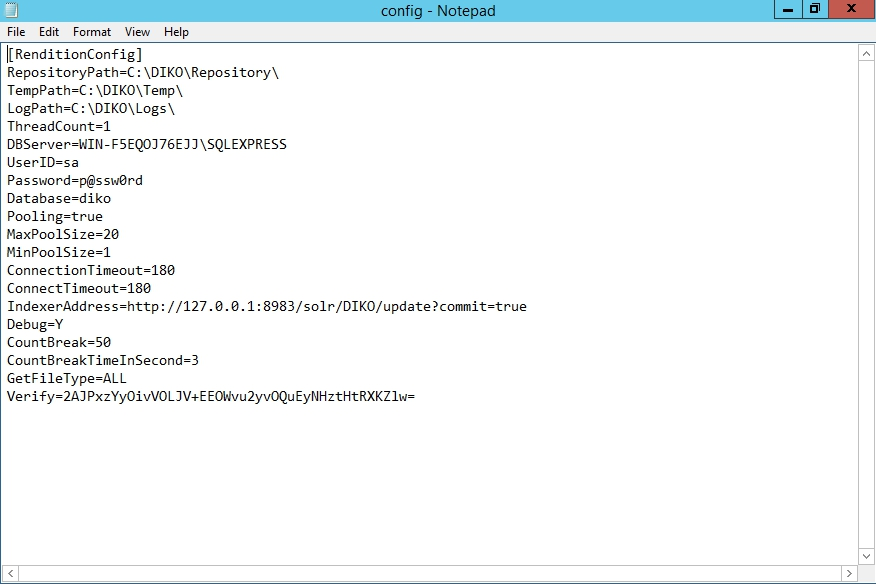 config - Notepad
File Edit Format View Help
[RenditionConfig]
RepositoryPath=C:\DIKO\Repository\
TempPath=C:\DIKO\Temp\
LogPath=C:\DIKO\Logs\
ThreadCount=1
DBServer=WIN-F5EQOJ76EJJ\SQLEXPRESS
UserID=sa
Password=p@ssw0rd
Database=diko
Pooling=true
MaxPoolSize=20
MinPoolSize=1
ConnectionTimeout=180
ConnectTimeout=180
IndexerAddress=http://127.0.0.1:8983/solr/DIKO/update?commit=true
Debug=Y
CountBreak=50
CountBreakTimeInSecond=3
GetFileType=ALL
Verify=2AJPxzYyOivVOLJV+EEOWvu2yvOQuEyNHztHtRXKZlw=